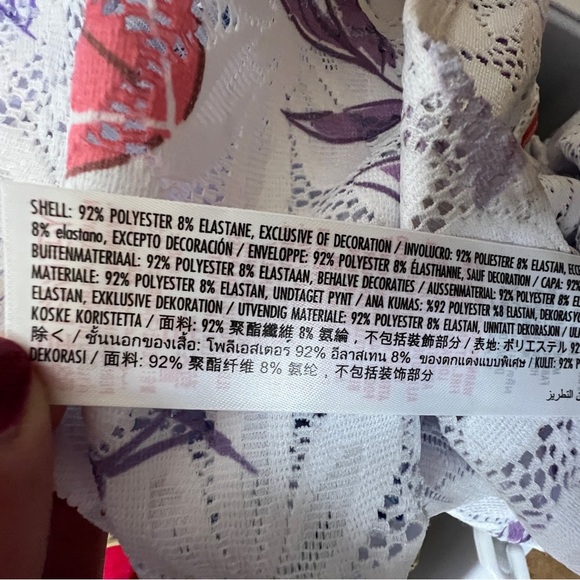 SHELL: 92% POLYESTER 8% ELASTANE, EXCLUSIVE OF DECORATION / INVOLUCRO: 92% POLIESTERE 8% ELASTAN,
8% elastano, EXCEPTO DECORACIÓN / ENVELOPPE: 92% POLYESTER 8% ÉLASTHANNE, SAUF DECORATION / CAPA: 92%
BUITENMATERIAAL: 92% POLYESTER 8% ELASTAAN, BEHALVE DECORATIES / AUSSENMATERIAL: 92% POLYESTER 8%
MATERIALE: 92% POLYESTER 8% ELASTAN, UNDTAGET PYNT / ANA KUMAS: %92 POLYESTER %8 ELASTAN,
ELASTAN, EXKLUSIVE DEKORATION / UTVENDIG MATERIALE: 92% POLYESTER 8% ELASTAN, UNNTATT DEKORASJON /
KOSKE KORISTETTA / 面料: 92% 聚酯纖維 8% 氨綸, 不包括裝飾部分 / 表地: ポリエステル
除く / ชั้นนอกของเสื้อ: โพลีเอสเตอร์ 92% อีลาสเทน 8% ของตกแต่งแบบพิเศษ / KULIT: 92%
DEKORASI / 面料: 92% 聚酯纤维 8% 氨纶, 不包括装饰部分